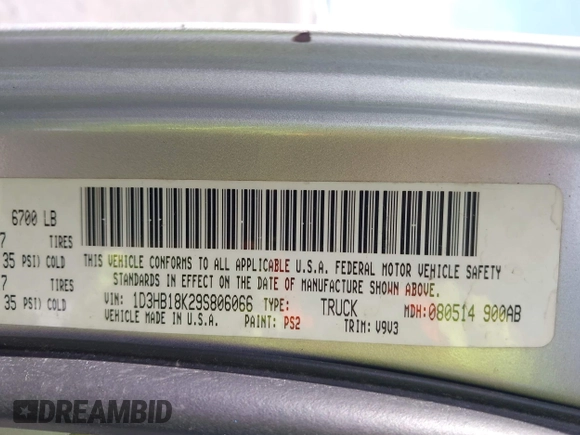 6700 LB
7 TIRES
35 PSI) COLD
7 TIRES
35 PSI) COLD
THIS VEHICLE CONFORMS TO ALL APPLICABLE U.S.A. FEDERAL MOTOR VEHICLE SAFETY
STANDARDS IN EFFECT ON THE DATE OF MANUFACTURE SHOWN ABOVE.
VIN: 1D3HB18K29S806066 TYPE: TRUCK MDH: 080514 900AB
VEHICLE MADE IN U.S.A. PAINT: PS2 TRIM: V9V3
DREAMBID